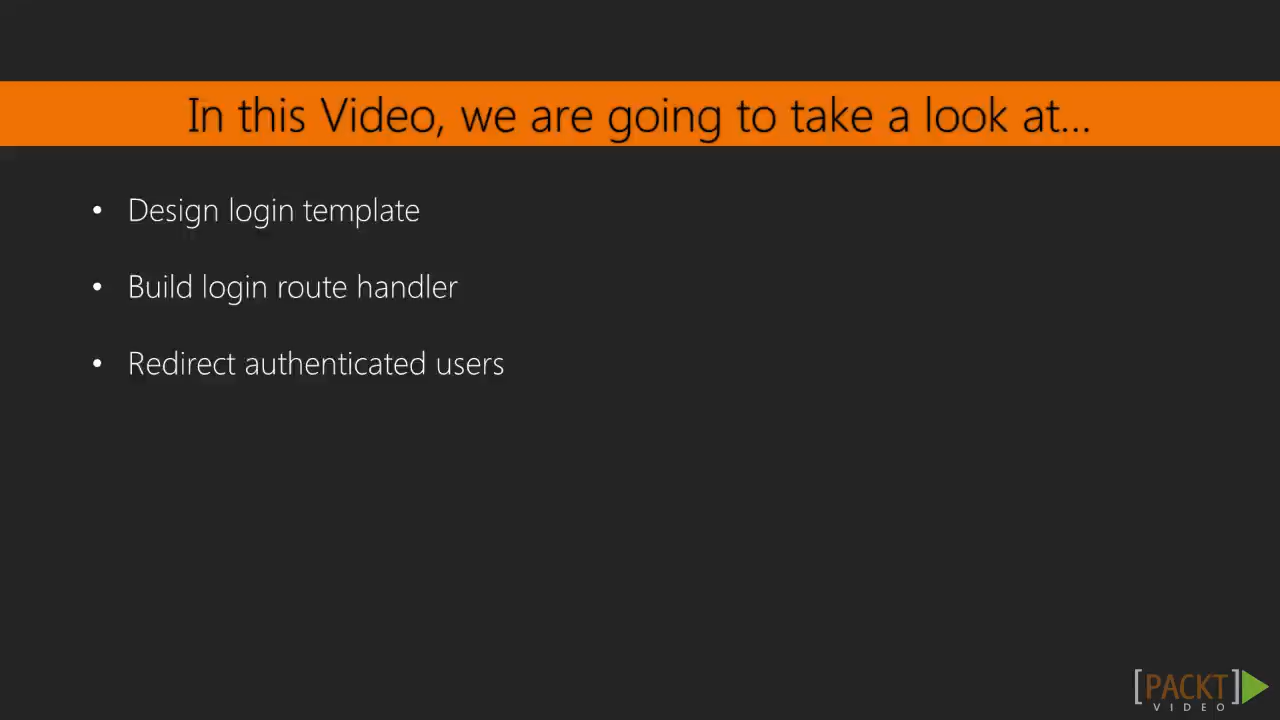 In this Video, we are going to take a look at...
• Design login template
• Build login route handler
• Redirect authenticated users
[PACKT]
VIDEO